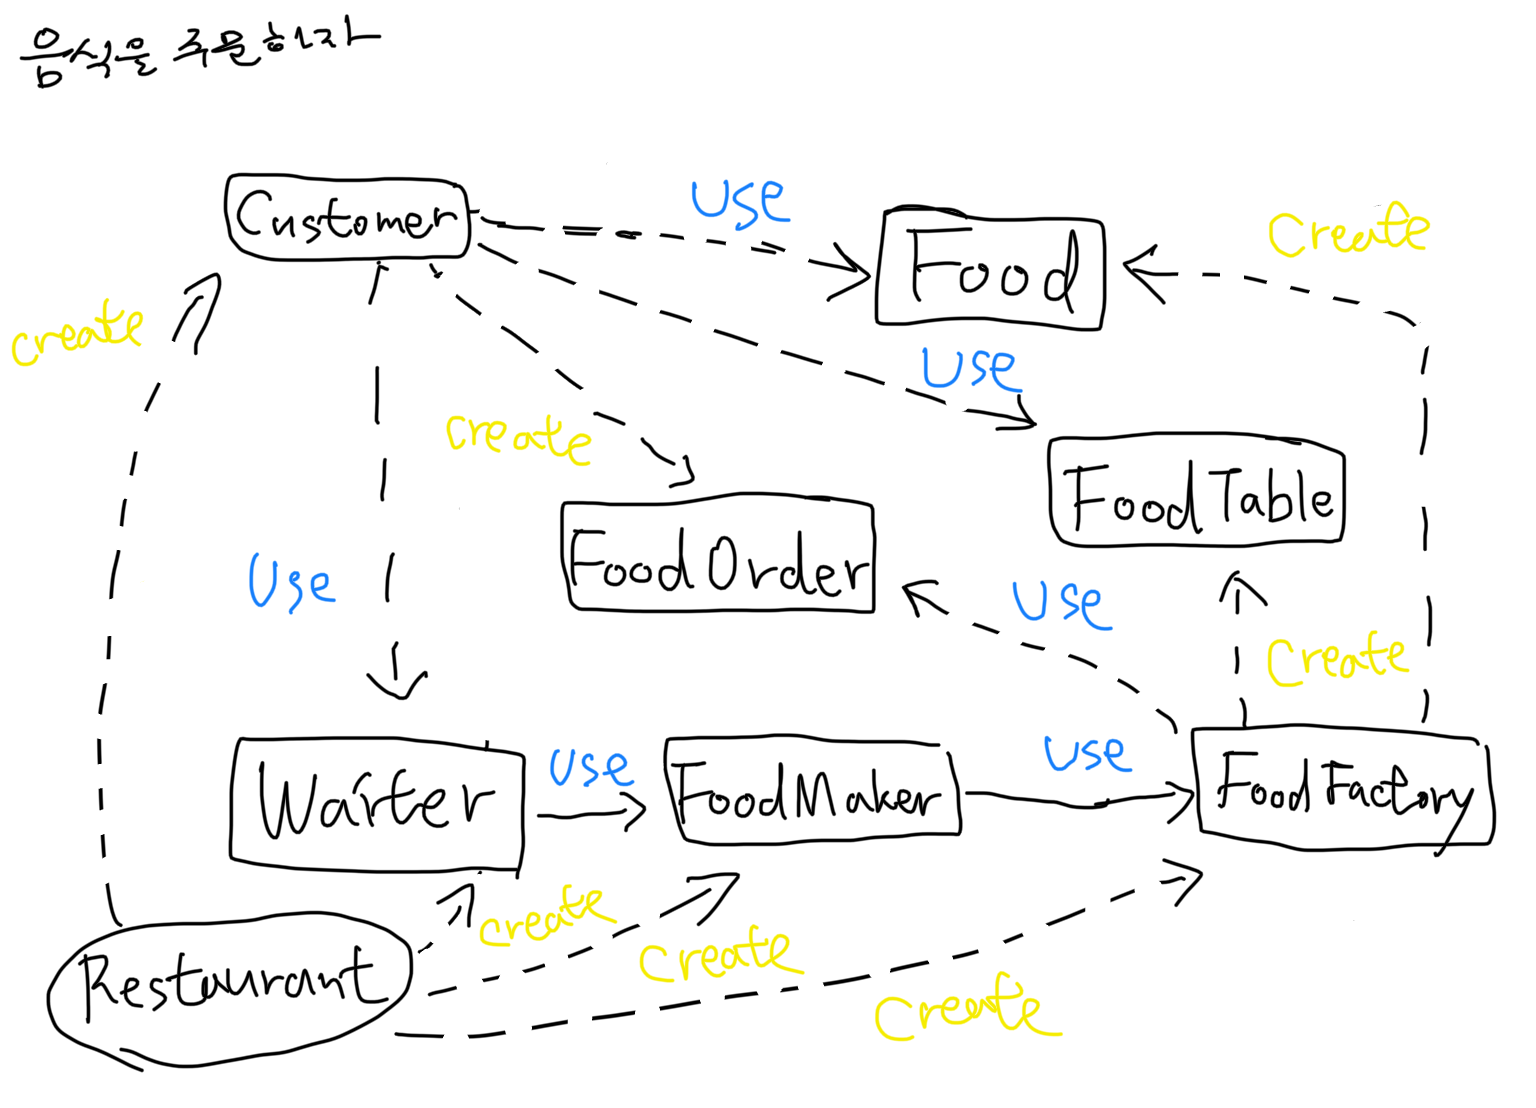 음식을 주문하자
Customer
use
Food
Create
create
use
create
FoodTable
FoodOrder
Use
use
Create
Waiter
use
FoodMaker
use
FoodFactory
create
Create
Create
Restaurant